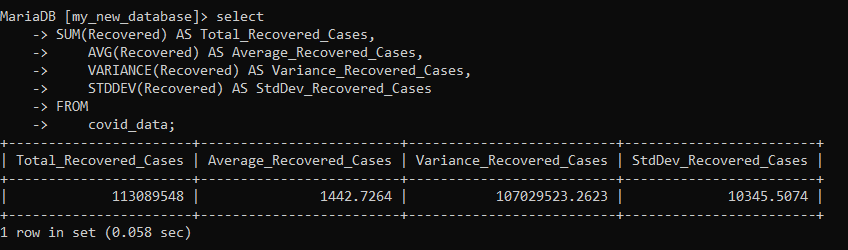 MariaDB [my_new_database]> select
    -> SUM(Recovered) AS Total_Recovered_Cases,
    ->     AVG(Recovered) AS Average_Recovered_Cases,
    ->     VARIANCE(Recovered) AS Variance_Recovered_Cases,
    ->     STDDEV(Recovered) AS StdDev_Recovered_Cases
    -> FROM
    ->     covid_data;
+-----------------------+-------------------------+--------------------------+------------------------+
| Total_Recovered_Cases | Average_Recovered_Cases | Variance_Recovered_Cases | StdDev_Recovered_Cases |
+-----------------------+-------------------------+--------------------------+------------------------+
|             113089548 |               1442.7264 |           107029523.2623 |             10345.5074 |
+-----------------------+-------------------------+--------------------------+------------------------+
1 row in set (0.058 sec)